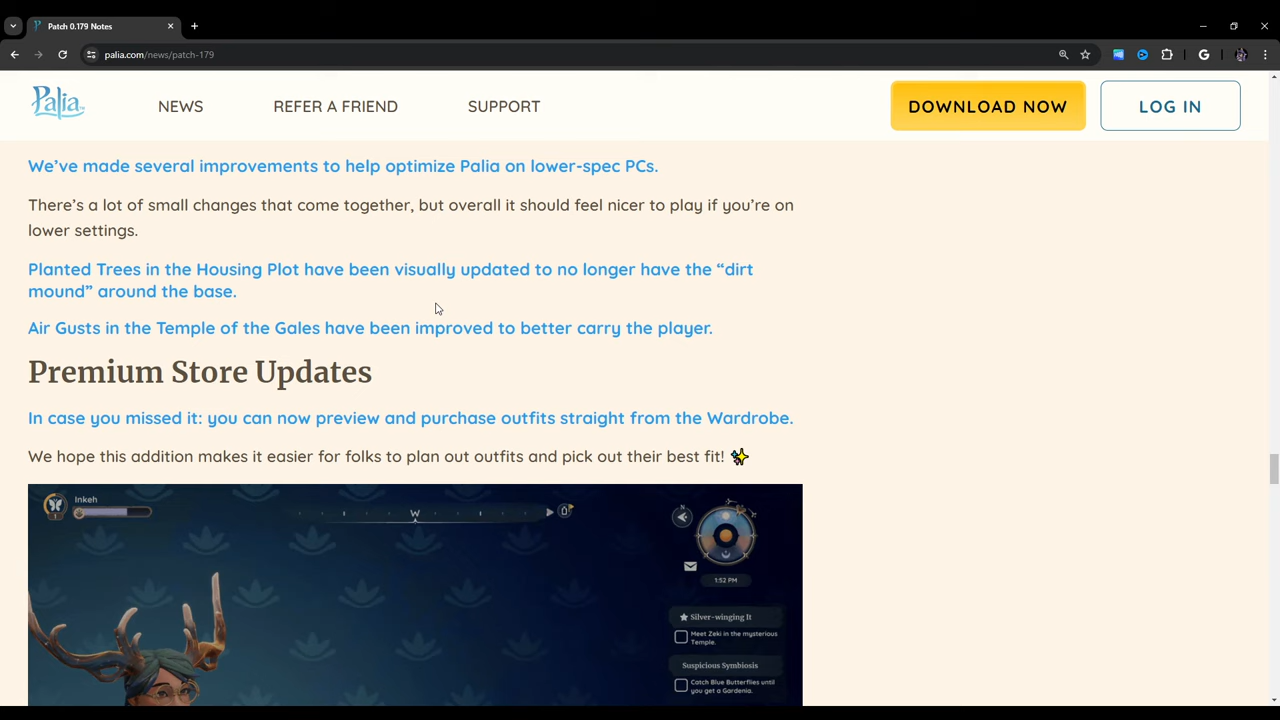 Patch 0.179 Notes
palia.com/news/patch-179
Palia
NEWS
REFER A FRIEND
SUPPORT
DOWNLOAD NOW
LOG IN
We’ve made several improvements to help optimize Palia on lower-spec PCs.
There’s a lot of small changes that come together, but overall it should feel nicer to play if you’re on
lower settings.
Planted Trees in the Housing Plot have been visually updated to no longer have the “dirt
mound” around the base.
Air Gusts in the Temple of the Gales have been improved to better carry the player.
Premium Store Updates
In case you missed it: you can now preview and purchase outfits straight from the Wardrobe.
We hope this addition makes it easier for folks to plan out outfits and pick out their best fit! ✨
Inkeh
1
W
N
1:52 PM
Silver-winging It
Meet Zeki in the mysterious
Temple.
Suspicious Symbiosis
Catch Blue Butterflies until
you get a Gardenia.